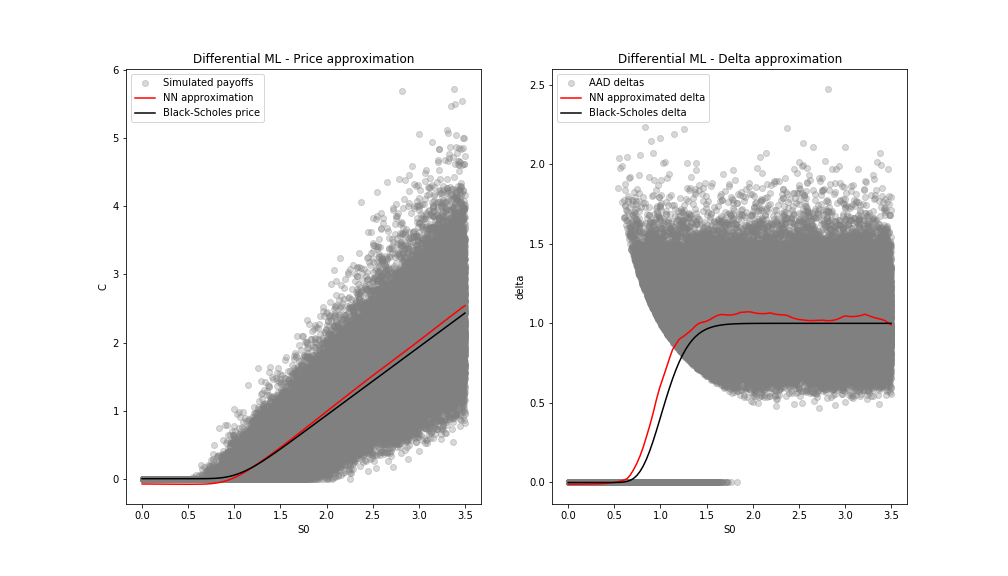 Differential ML - Price approximation
Simulated payoffs
NN approximation
Black-Scholes price
6
5
4
3
2
1
0
C
0.0 0.5 1.0 1.5 2.0 2.5 3.0 3.5
S0
Differential ML - Delta approximation
AAD deltas
NN approximated delta
Black-Scholes delta
2.5
2.0
1.5
1.0
0.5
0.0
delta
0.0 0.5 1.0 1.5 2.0 2.5 3.0 3.5
S0